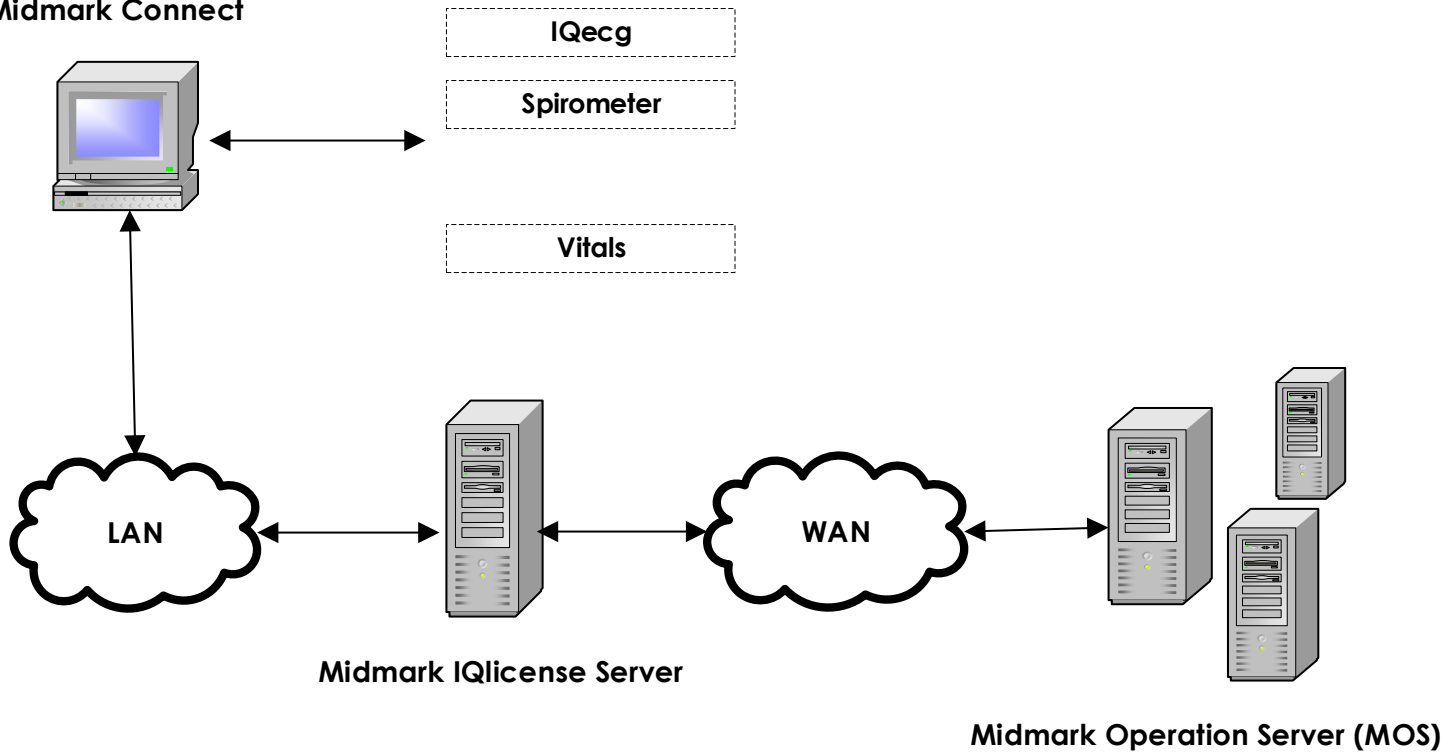 Midmark Connect
IQecg
Spirometer
Vitals
LAN
WAN
Midmark IQlicense Server
Midmark Operation Server (MOS)